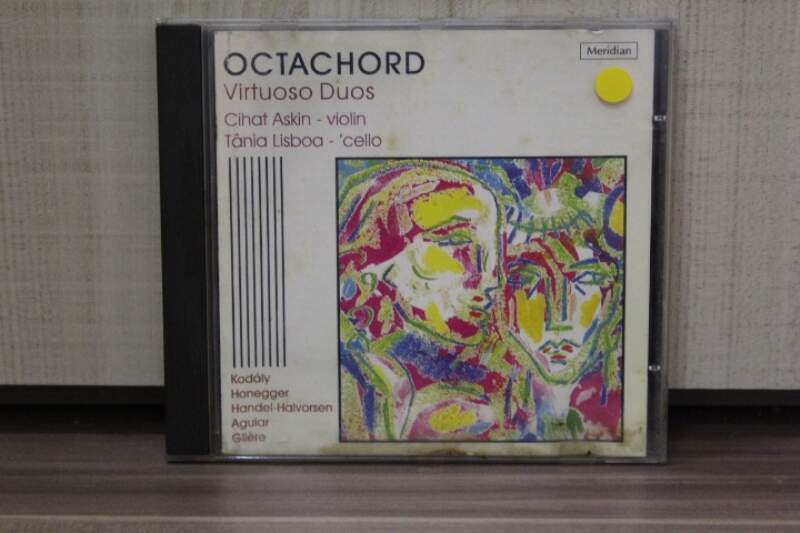 OCTACHORD
Meridian
Virtuoso Duos
Cihat Askin - violin
Tânia Lisboa - 'cello
Kodály
Honegger
Handel-Halvorsen
Aguiar
Glière